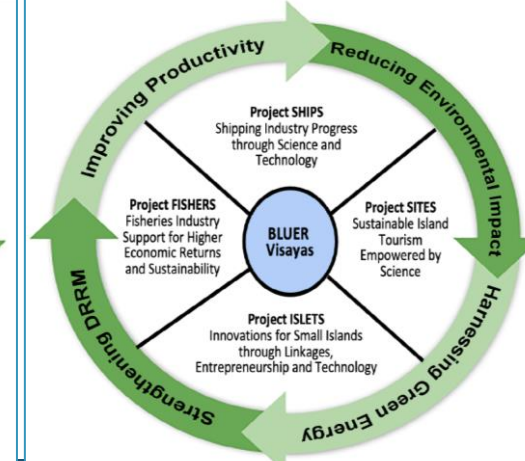 Improving Productivity
Reducing Environmental Impact
Project SHIPS
Shipping Industry Progress
through Science and
Technology
Project FISHERS
Fisheries Industry
Support for Higher
Economic Returns
and Sustainability
BLUER
Visayas
Project SITES
Sustainable Island
Tourism
Empowered by
Science
Project ISLETS
Innovations for Small Islands
through Linkages,
Entrepreneurship and Technology
Strengthening DRRM
Harnessing Green Energy